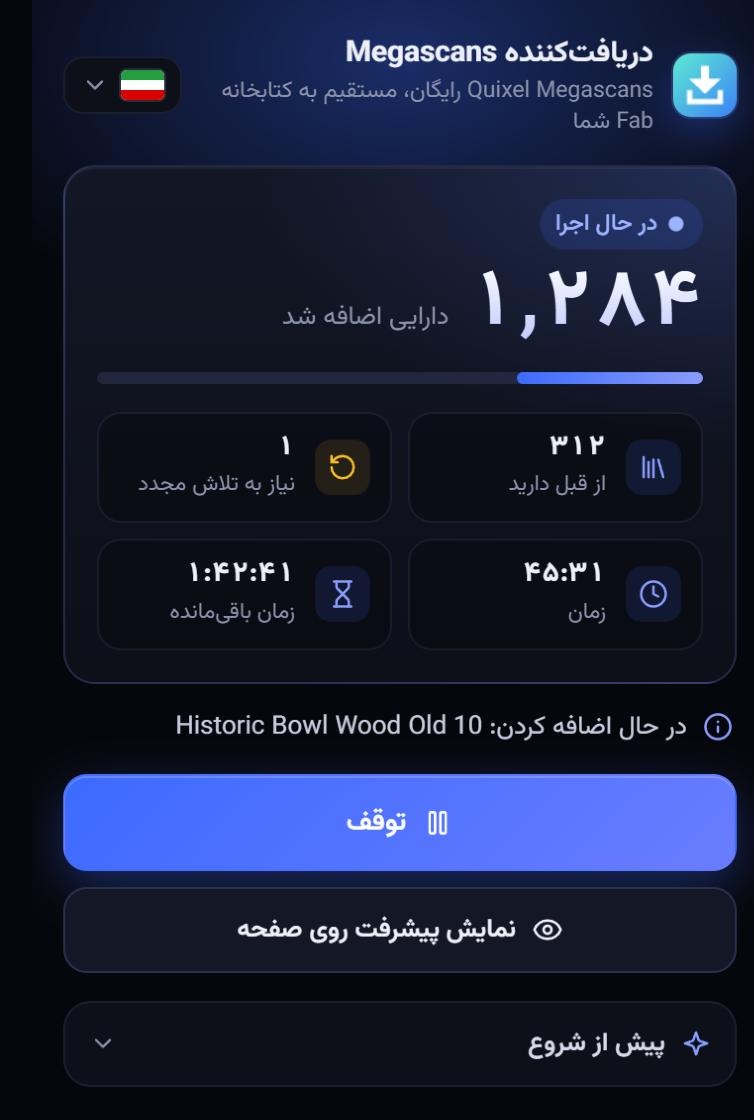 دریافت‌کننده Megascans
Quixel Megascans رایگان، مستقیم به کتابخانه
Fab شما
در حال اجرا
۱,۲۸۴ دارایی اضافه شد
۳۱۲
از قبل دارید
۱
نیاز به تلاش مجدد
۴۵:۳۱
زمان
۱:۴۲:۴۱
زمان باقی‌مانده
در حال اضافه کردن: Historic Bowl Wood Old 10
توقف
نمایش پیشرفت روی صفحه
پیش از شروع